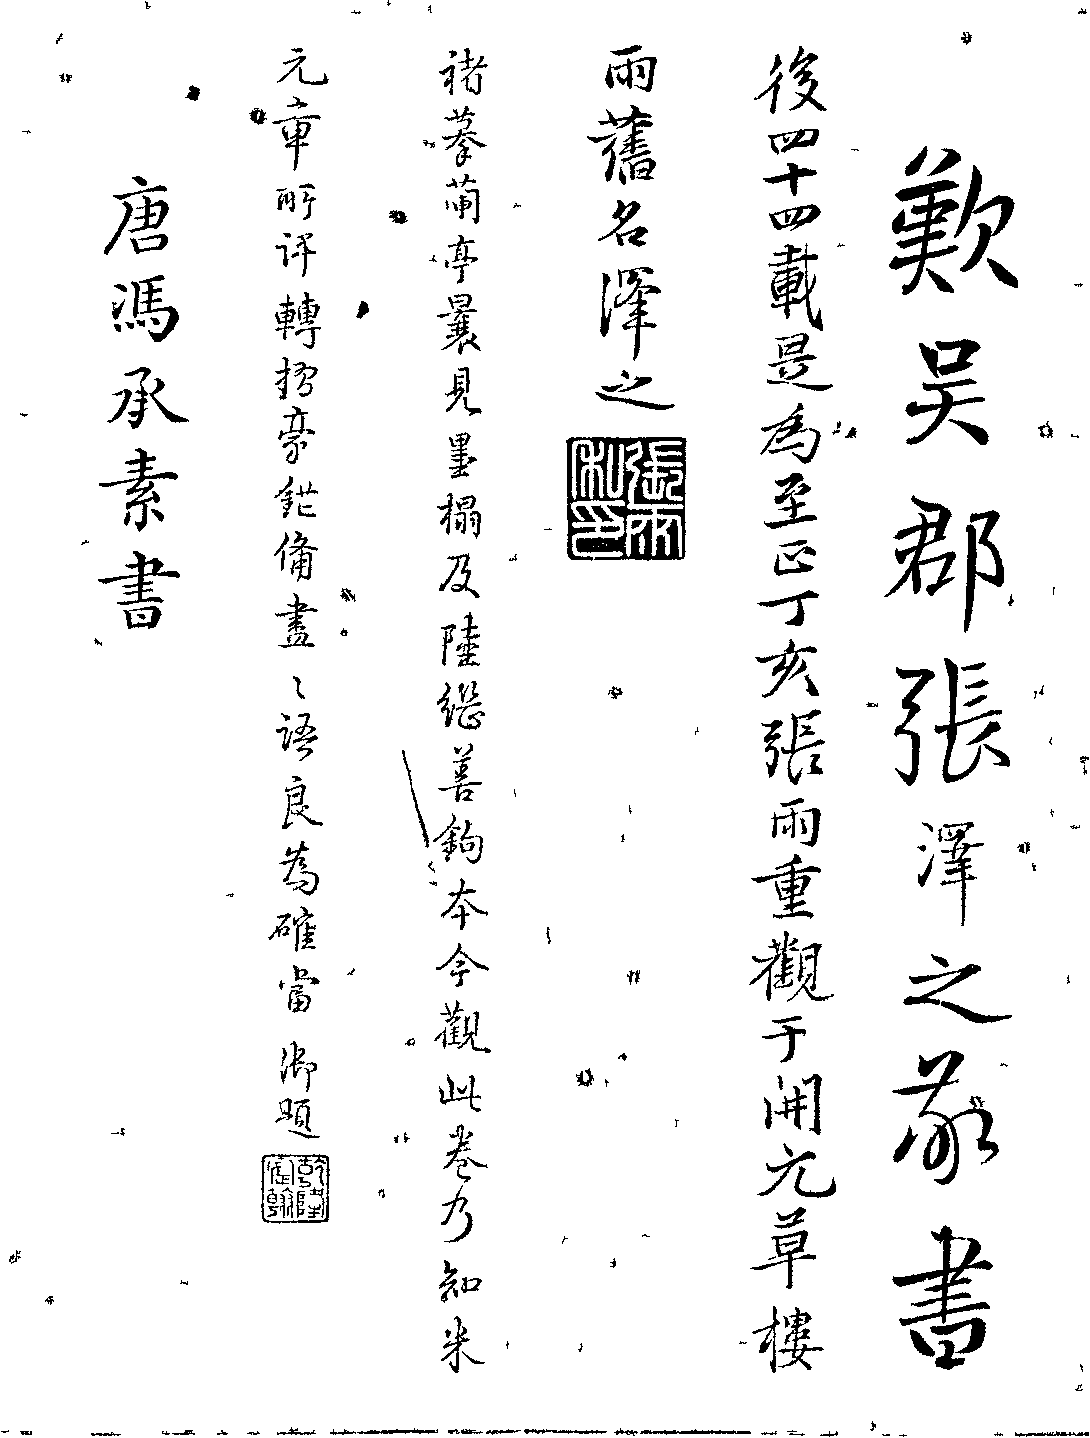 歎吳郡張澤之敬書
後四十四載是為至正丁亥張雨重觀于開元草樓
雨舊名澤之
張雨私印
褚摹蘭亭曩見墨榻及陸繼善鉤本今觀此卷乃知米
元章所評轉摺豪鋩備盡〻語良為確當 御題
乾隆宸翰
唐馮承素書